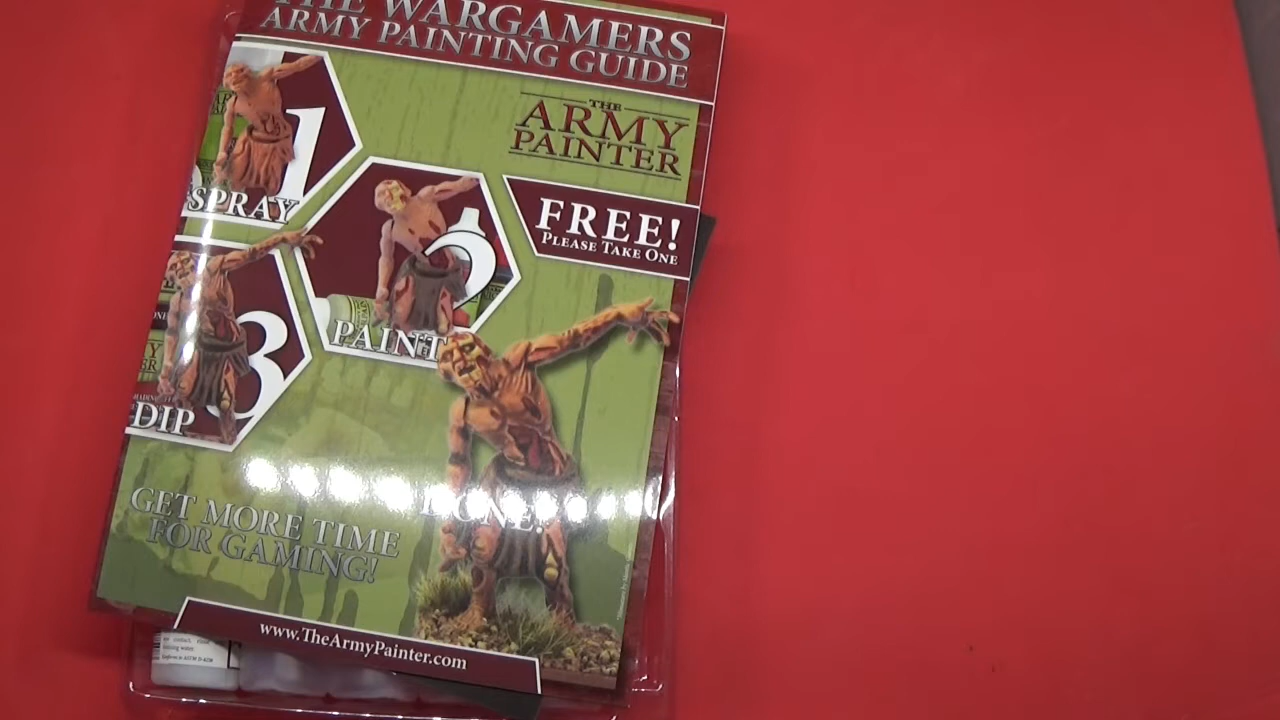 THE WARGAMERS
ARMY PAINTING GUIDE
THE
ARMY
PAINTER
1
SPRAY
2
PAINT
FREE!
PLEASE TAKE ONE
3
DIP
DONE!
GET MORE TIME
FOR GAMING!
www.TheArmyPainter.com